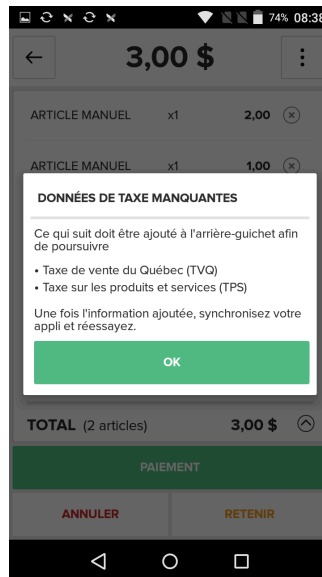 74% 08:38
3,00 $
ARTICLE MANUEL x1 2,00
ARTICLE MANUEL x1 1,00
DONNÉES DE TAXE MANQUANTES
Ce qui suit doit être ajouté à l'arrière-guichet afin
de poursuivre
• Taxe de vente du Québec (TVQ)
• Taxe sur les produits et services (TPS)
Une fois l'information ajoutée, synchronisez votre
appli et réessayez.
OK
TOTAL (2 articles) 3,00 $
PAIEMENT
ANNULER RETENIR